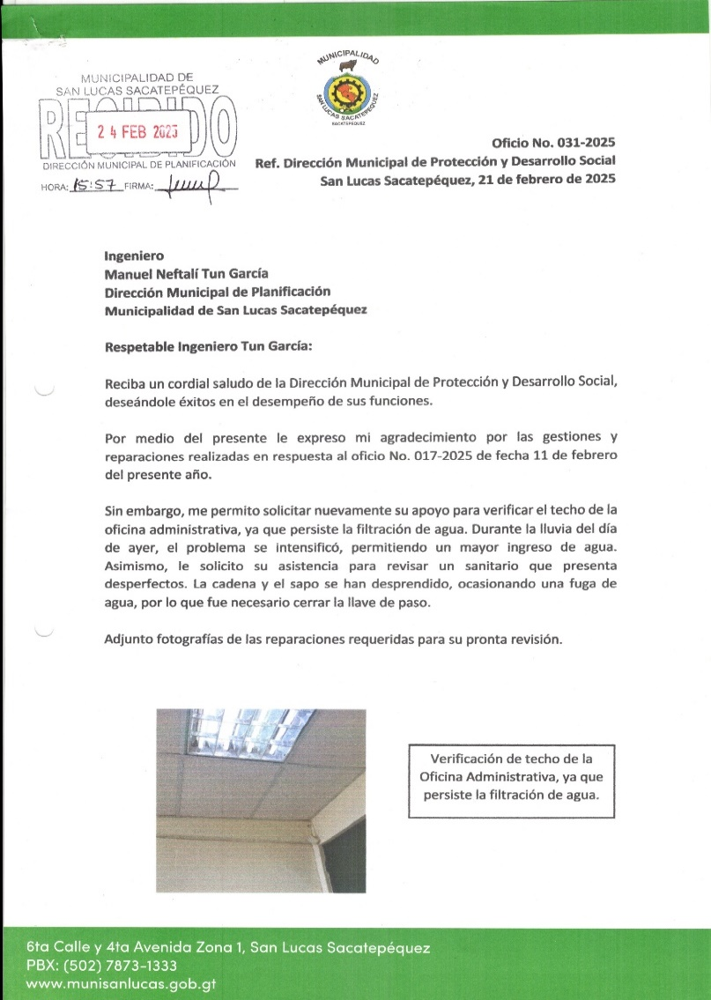 MUNICIPALIDAD DE
SAN LUCAS SACATEPÉQUEZ
RECIBIDO
24 FEB 2025
DIRECCIÓN MUNICIPAL DE PLANIFICACIÓN
HORA: 15:57 FIRMA:
MUNICIPALIDAD
SAN LUCAS SACATEPÉQUEZ
SACATEPÉQUEZ
Oficio No. 031-2025
Ref. Dirección Municipal de Protección y Desarrollo Social
San Lucas Sacatepéquez, 21 de febrero de 2025
Ingeniero
Manuel Neftalí Tun García
Dirección Municipal de Planificación
Municipalidad de San Lucas Sacatepéquez
Respetable Ingeniero Tun García:
Reciba un cordial saludo de la Dirección Municipal de Protección y Desarrollo Social,
deseándole éxitos en el desempeño de sus funciones.
Por medio del presente le expreso mi agradecimiento por las gestiones y
reparaciones realizadas en respuesta al oficio No. 017-2025 de fecha 11 de febrero
del presente año.
Sin embargo, me permito solicitar nuevamente su apoyo para verificar el techo de la
oficina administrativa, ya que persiste la filtración de agua. Durante la lluvia del día
de ayer, el problema se intensificó, permitiendo un mayor ingreso de agua.
Asimismo, le solicito su asistencia para revisar un sanitario que presenta
desperfectos. La cadena y el sapo se han desprendido, ocasionando una fuga de
agua, por lo que fue necesario cerrar la llave de paso.
Adjunto fotografías de las reparaciones requeridas para su pronta revisión.
Verificación de techo de la
Oficina Administrativa, ya que
persiste la filtración de agua.
6ta Calle y 4ta Avenida Zona 1, San Lucas Sacatepéquez
PBX: (502) 7873-1333
www.munisanlucas.gob.gt